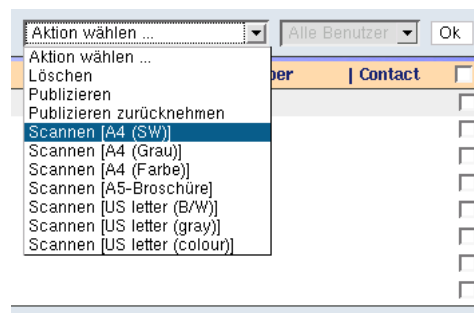 Aktion wählen ... Alle Benutzer Ok
Aktion wählen ...
Löschen
Publizieren
Publizieren zurücknehmen
Scannen [A4 (SW)]
Scannen [A4 (Grau)]
Scannen [A4 (Farbe)]
Scannen [A5-Broschüre]
Scannen [US letter (B/W)]
Scannen [US letter (gray)]
Scannen [US letter (colour)]
| Contact